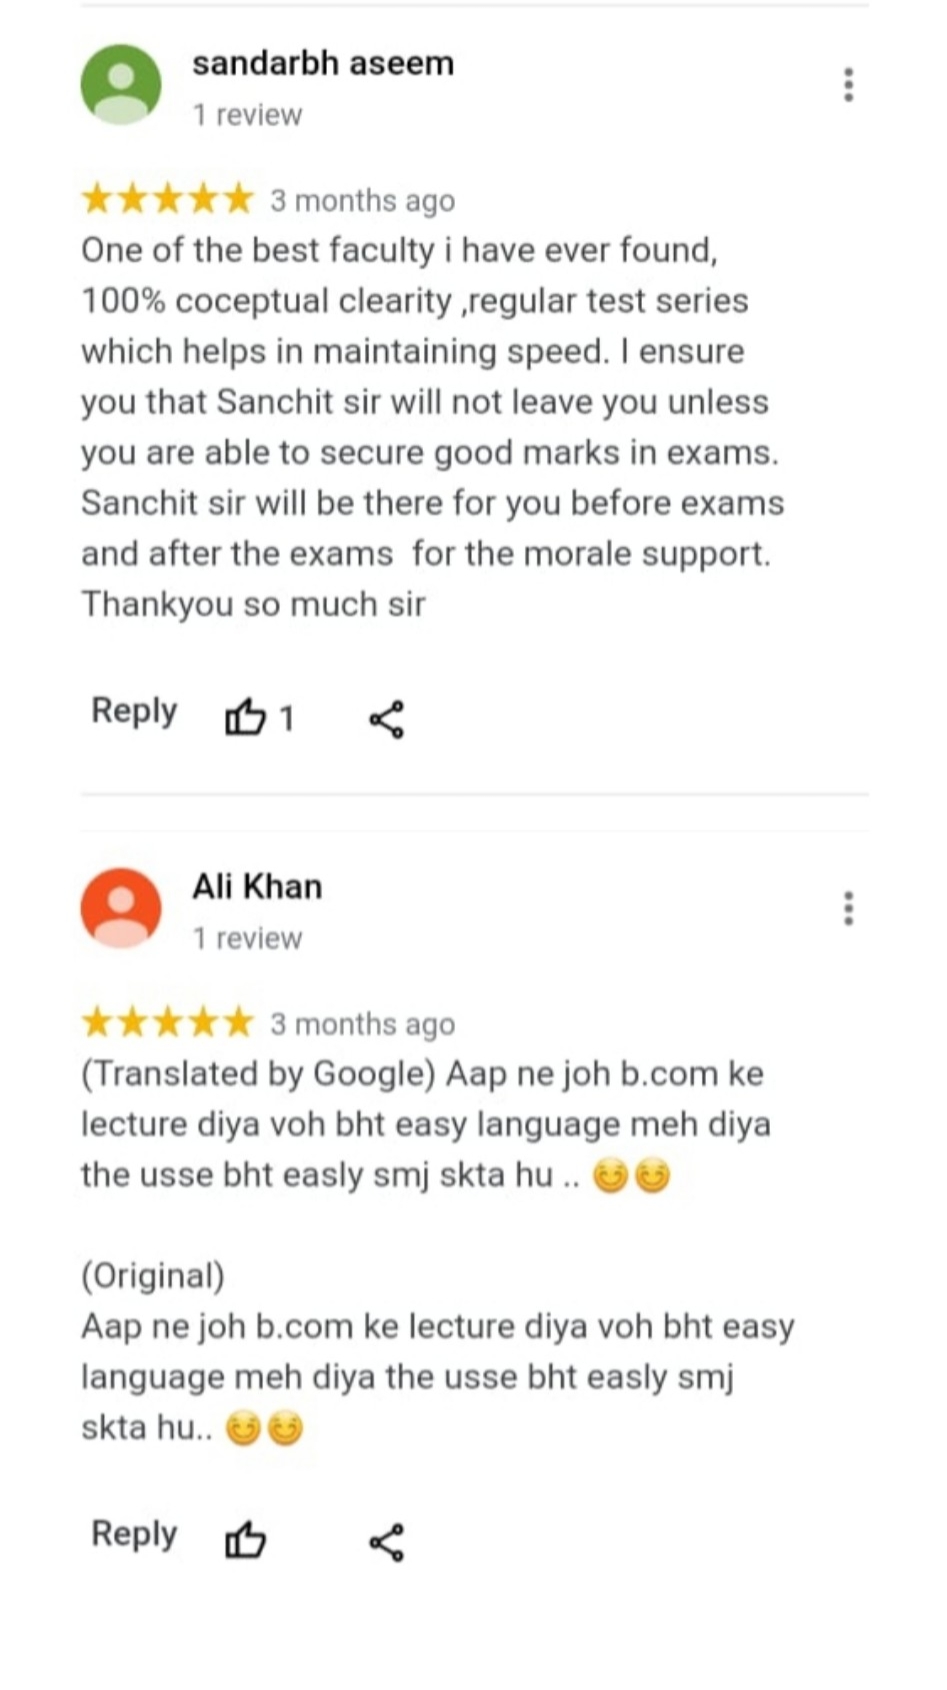 sandarbh aseem
1 review
3 months ago
One of the best faculty i have ever found,
100% coceptual clearity ,regular test series
which helps in maintaining speed. I ensure
you that Sanchit sir will not leave you unless
you are able to secure good marks in exams.
Sanchit sir will be there for you before exams
and after the exams  for the morale support.
Thankyou so much sir
Reply 1
Ali Khan
1 review
3 months ago
(Translated by Google) Aap ne joh b.com ke
lecture diya voh bht easy language meh diya
the usse bht easly smj skta hu .. 😊😊
(Original)
Aap ne joh b.com ke lecture diya voh bht easy
language meh diya the usse bht easly smj
skta hu.. 😊😊
Reply